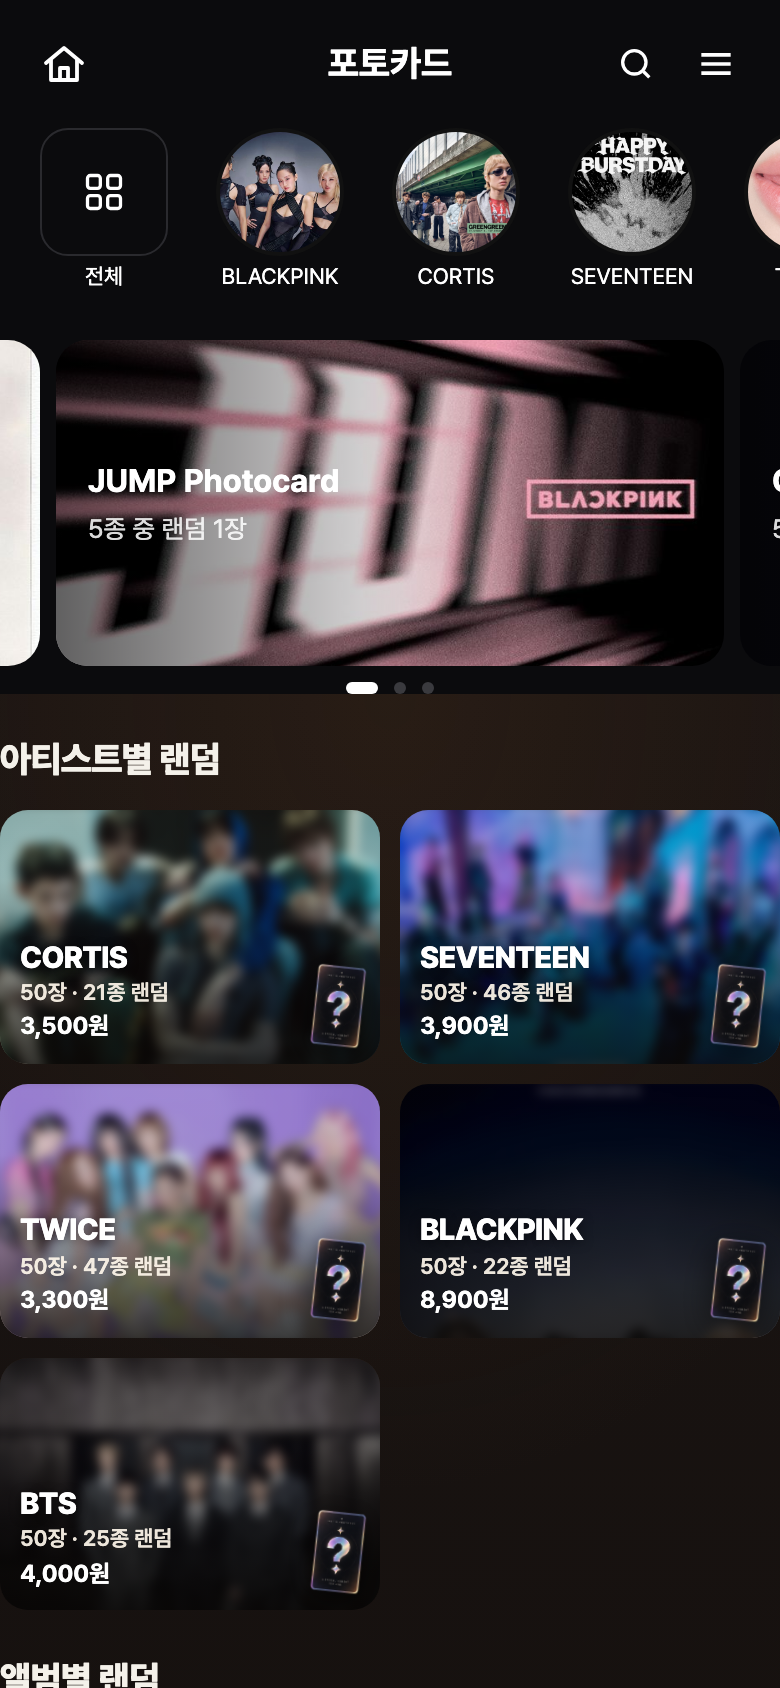 포토카드
HAPPY
BURSTDAY
GREENGREEN
전체
BLACKPINK
CORTIS
SEVENTEEN
JUMP
JUMP Photocard
5종 중 랜덤 1장
BLACKPINK
아티스트별 랜덤
CORTIS
50장 · 21종 랜덤
3,500원
SEVENTEEN
50장 · 46종 랜덤
3,900원
TWICE
50장 · 47종 랜덤
3,300원
BLACKPINK
50장 · 22종 랜덤
8,900원
BTS
50장 · 25종 랜덤
4,000원
앨범별 랜덤